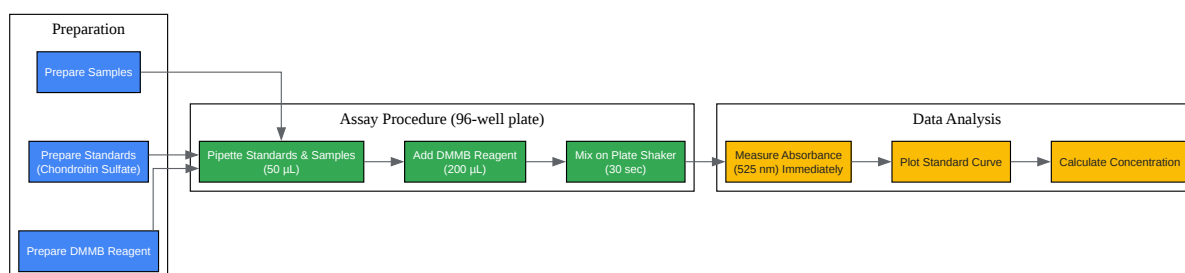 Preparation
Prepare Samples
Prepare Standards
(Chondroitin Sulfate)
Prepare DMMB Reagent
Assay Procedure (96-well plate)
Pipette Standards & Samples
(50 µL)
Add DMMB Reagent
(200 µL)
Mix on Plate Shaker
(30 sec)
Data Analysis
Measure Absorbance
(525 nm) Immediately
Plot Standard Curve
Calculate Concentration